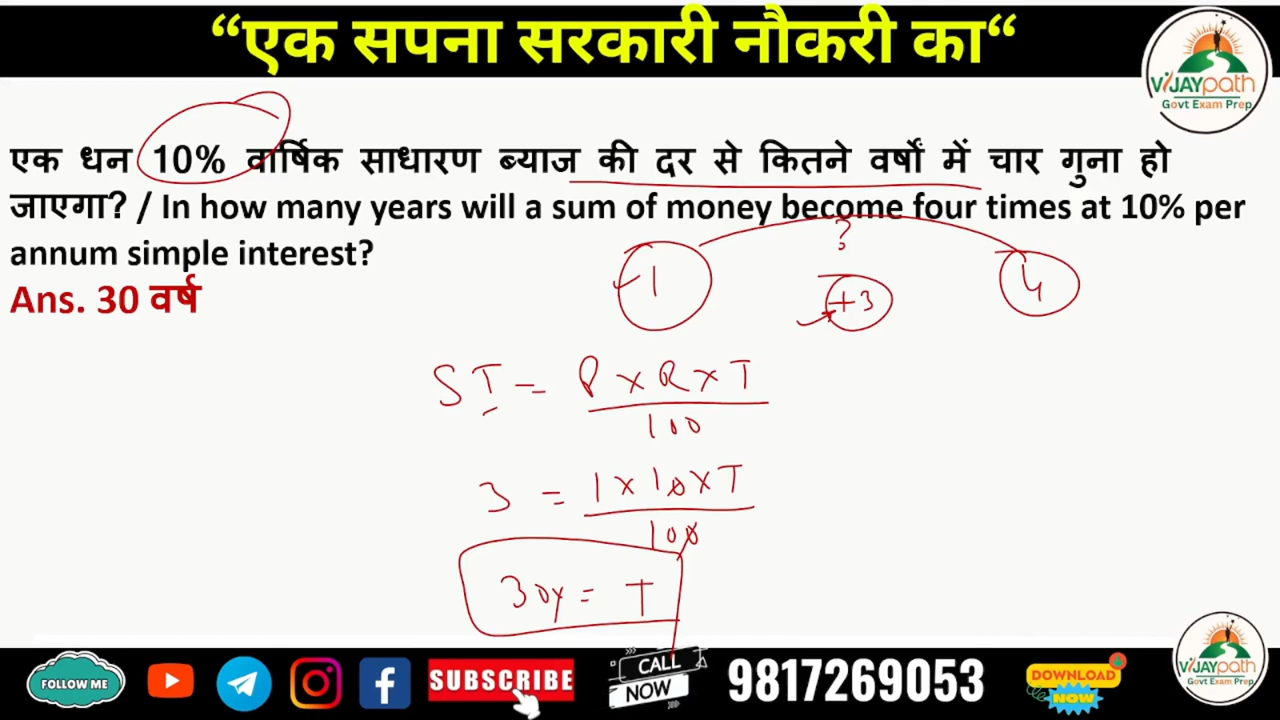 “एक सपना सरकारी नौकरी का“
VIJAYpath
Govt Exam Prep
एक धन 10% वार्षिक साधारण ब्याज की दर से कितने वर्षों में चार गुना हो
जाएगा? / In how many years will a sum of money become four times at 10% per
annum simple interest?
Ans. 30 वर्ष
?
1 +3 4
SI = P × R × T
100
3 = 1 × 10 × T
100
30y = T
FOLLOW ME
SUBSCRIBE
CALL
NOW
9817269053
DOWNLOAD
NOW
VIJAYpath
Govt Exam Prep